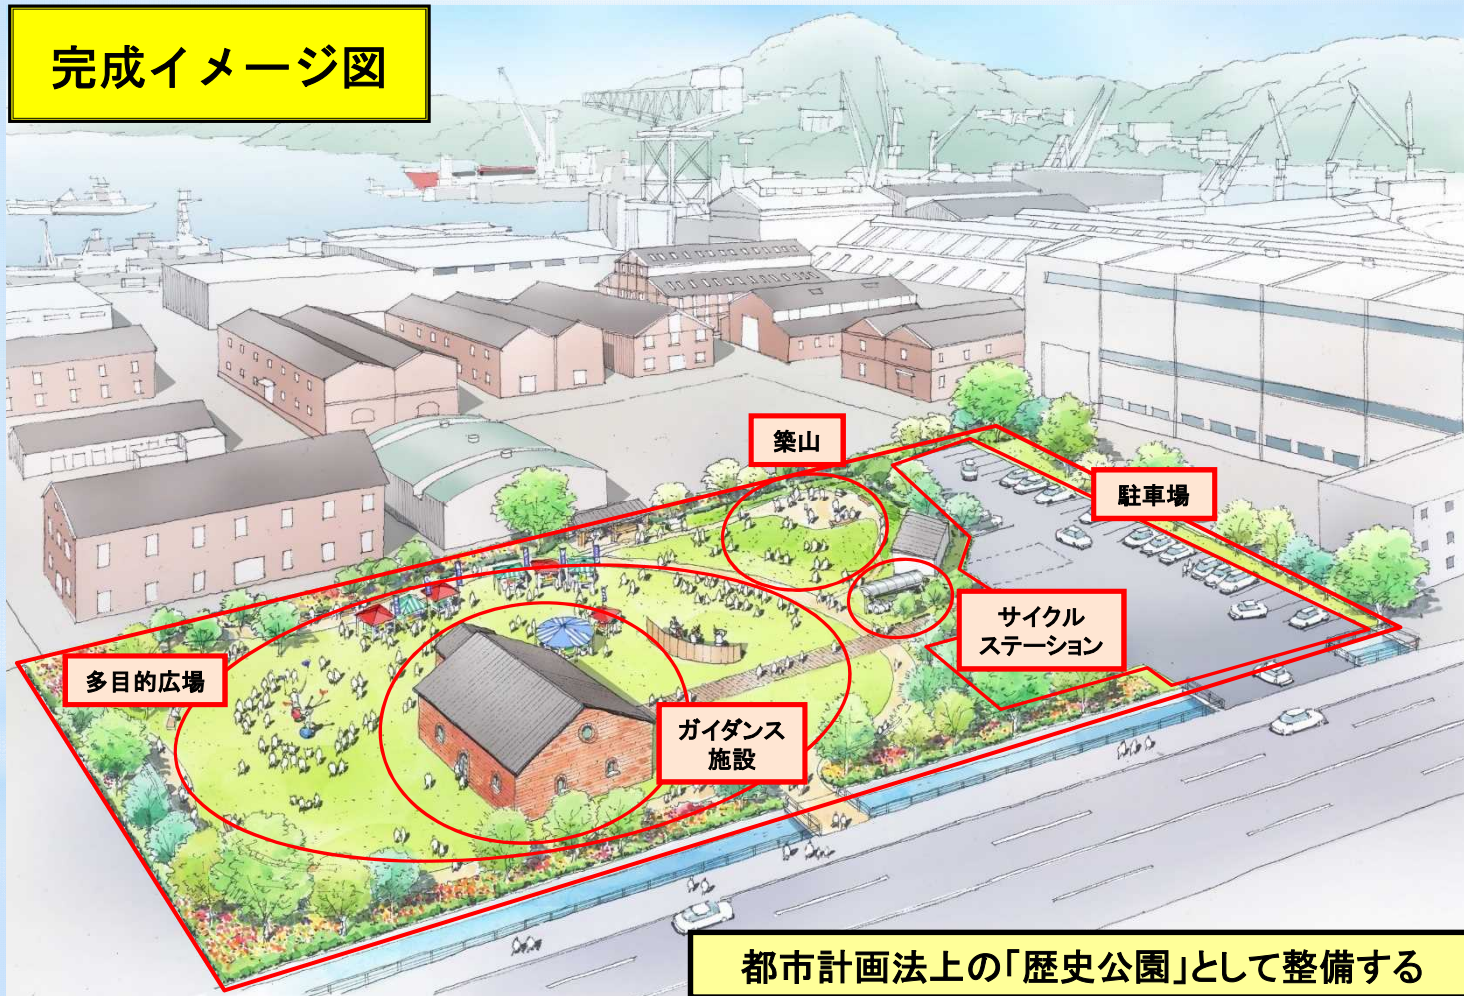 完成イメージ図
築山
駐車場
サイクル
ステーション
多目的広場
ガイダンス
施設
都市計画法上の「歴史公園」として整備する